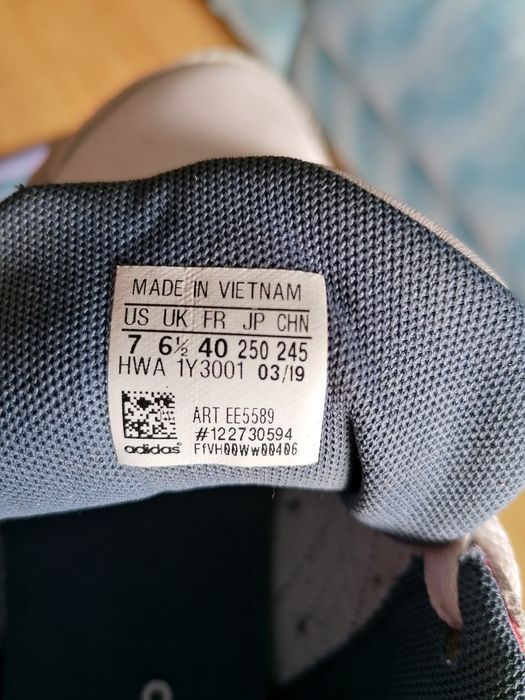 MADE IN VIETNAM
US UK FR JP CHN
7 6½ 40 250 245
HWA 1Y3001 03/19
ART EE5589
#122730594
adidas FfVH00Ww00406